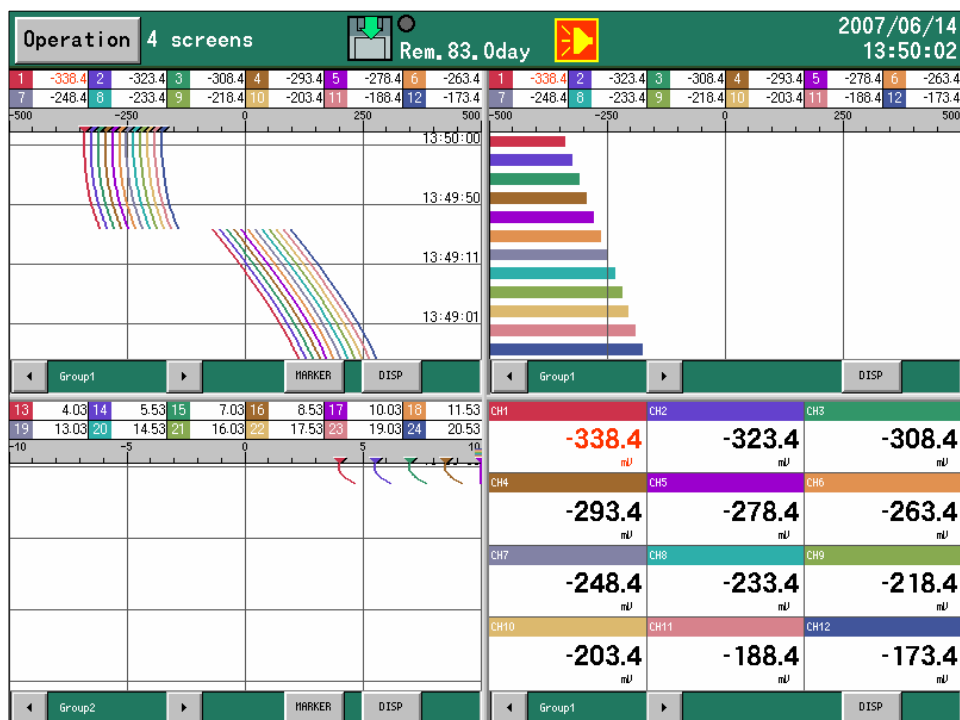 Operation 4 screens Rem.83.0day 2007/06/14
13:50:02
1 -338.4 2 -323.4 3 -308.4 4 -293.4 5 -278.4 6 -263.4
7 -248.4 8 -233.4 9 -218.4 10 -203.4 11 -188.4 12 -173.4
-500 -250 0 250 500
13:50:00
13:49:50
13:49:11
13:49:01
Group1 MARKER DISP
1 -338.4 2 -323.4 3 -308.4 4 -293.4 5 -278.4 6 -263.4
7 -248.4 8 -233.4 9 -218.4 10 -203.4 11 -188.4 12 -173.4
-500 -250 0 250 500
Group1 DISP
13 4.03 14 5.53 15 7.03 16 8.53 17 10.03 18 11.53
19 13.03 20 14.53 21 16.03 22 17.53 23 19.03 24 20.53
-10 -5 0 5 10
Group2 MARKER DISP
CH1 CH2 CH3
-338.4 -323.4 -308.4
mV mV mV
CH4 CH5 CH6
-293.4 -278.4 -263.4
mV mV mV
CH7 CH8 CH9
-248.4 -233.4 -218.4
mV mV mV
CH10 CH11 CH12
-203.4 -188.4 -173.4
mV mV mV
Group1 DISP